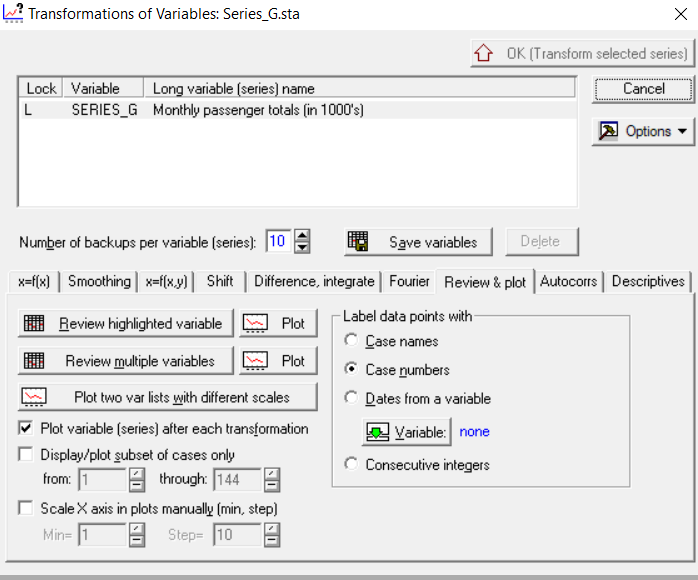 Transformations of Variables: Series_G.sta
OK (Transform selected series)
Lock Variable Long variable (series) name
L SERIES_G Monthly passenger totals (in 1000's)
Cancel
Options
Number of backups per variable (series): 10 Save variables Delete
x=f(x) Smoothing x=f(x,y) Shift Difference, integrate Fourier Review & plot Autocorrs Descriptives
Review highlighted variable Plot
Review multiple variables Plot
Plot two var lists with different scales
Plot variable (series) after each transformation
Display/plot subset of cases only
from: 1 through: 144
Scale X axis in plots manually (min, step)
Min= 1 Step= 10
Label data points with
Case names
Case numbers
Dates from a variable
Variable: none
Consecutive integers